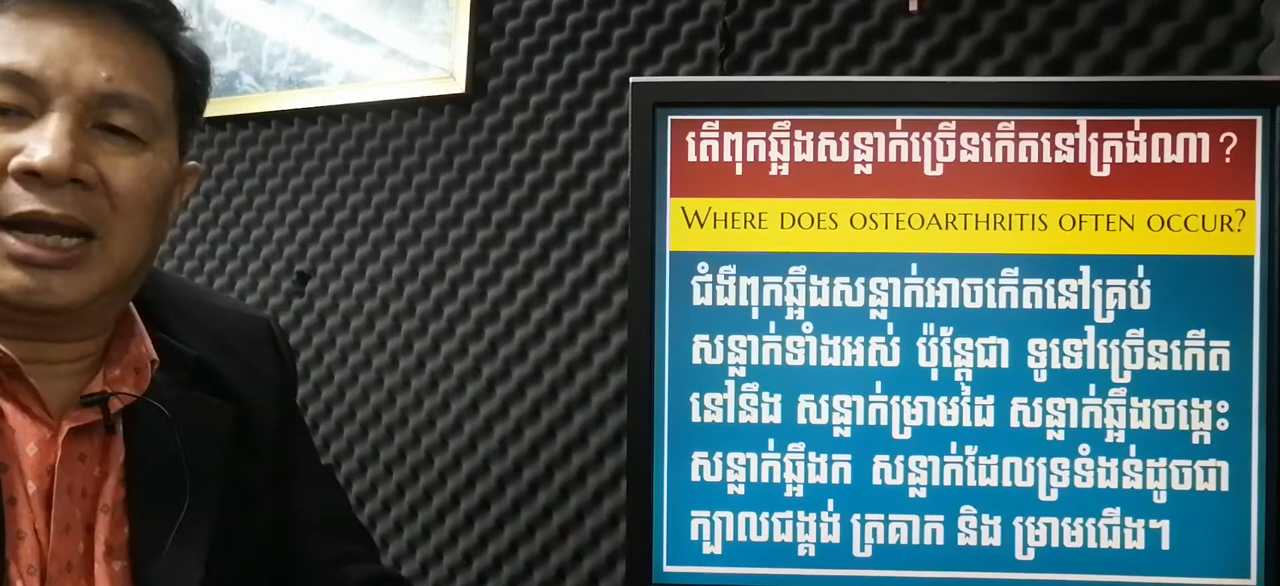 តើពុកឆ្អឹងសន្លាក់ច្រើនកើតនៅត្រង់ណា ?
WHERE DOES OSTEOARTHRITIS OFTEN OCCUR?
ជំងឺពុកឆ្អឹងសន្លាក់អាចកើតនៅគ្រប់
សន្លាក់ទាំងអស់ ប៉ុន្តែជា ទូទៅច្រើនកើត
នៅនឹង សន្លាក់ម្រាមដៃ សន្លាក់ឆ្អឹងចង្កេះ
សន្លាក់ឆ្អឹងក សន្លាក់ដែលទ្រទំងន់ដូចជា
ក្បាលជង្គង់ ត្រគាក និង ម្រាមជើង។